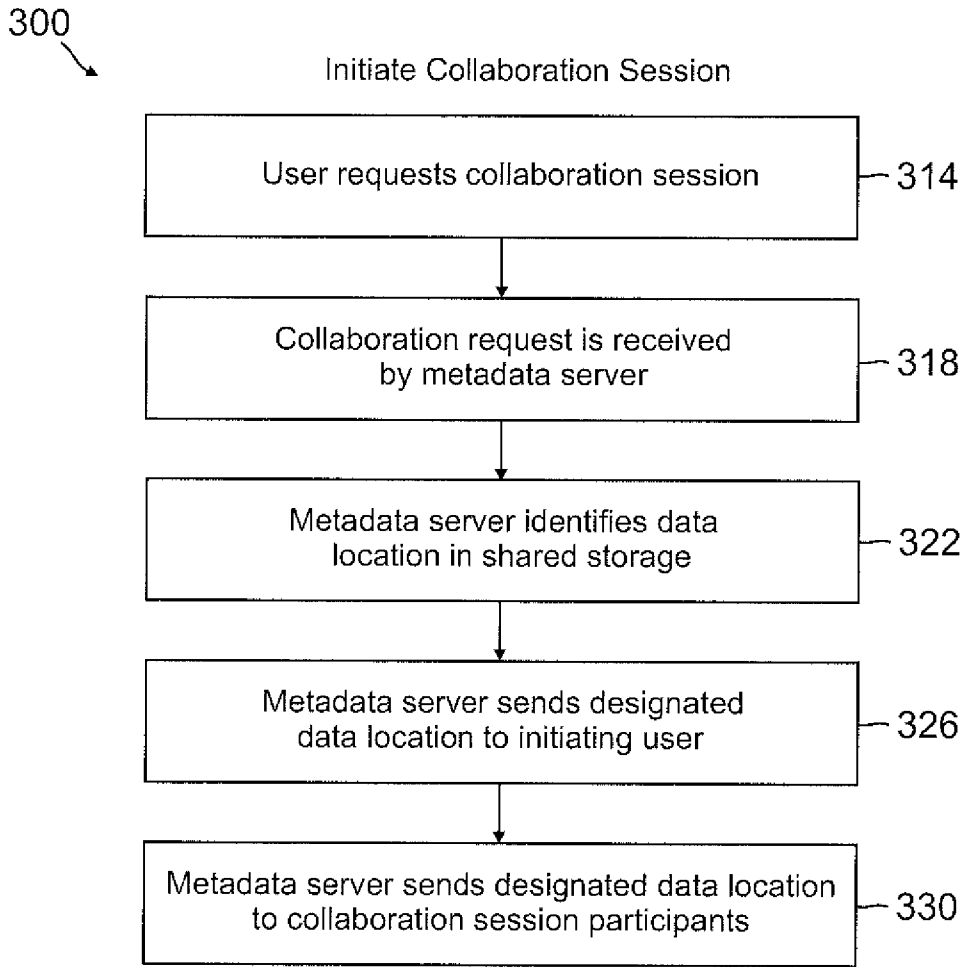 300
Initiate Collaboration Session
User requests collaboration session
314
Collaboration request is received
by metadata server
318
Metadata server identifies data
location in shared storage
322
Metadata server sends designated
data location to initiating user
326
Metadata server sends designated data location
to collaboration session participants
330